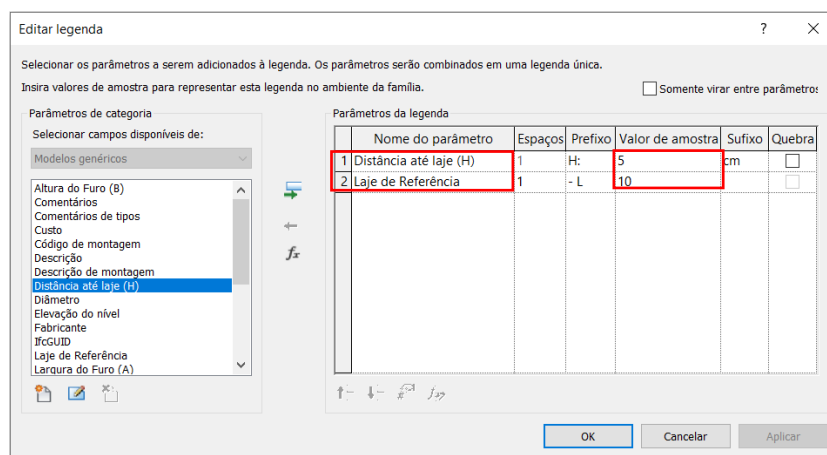 Editar legenda
?
Selecionar os parâmetros a serem adicionados à legenda. Os parâmetros serão combinados em uma legenda única.
Insira valores de amostra para representar esta legenda no ambiente da família.
Somente virar entre parâmetros
Parâmetros de categoria
Selecionar campos disponíveis de:
Modelos genéricos
Altura do Furo (B)
Comentários
Comentários de tipos
Custo
Código de montagem
Descrição
Descrição de montagem
Distância até laje (H)
Diâmetro
Elevação do nível
Fabricante
IfcGUID
Laje de Referência
Largura do Furo (A)
fx
Parâmetros da legenda
Nome do parâmetro Espaços Prefixo Valor de amostra Sufixo Quebra
1 Distância até laje (H) 1 H: 5 cm
2 Laje de Referência 1 - L 10
OK Cancelar Aplicar